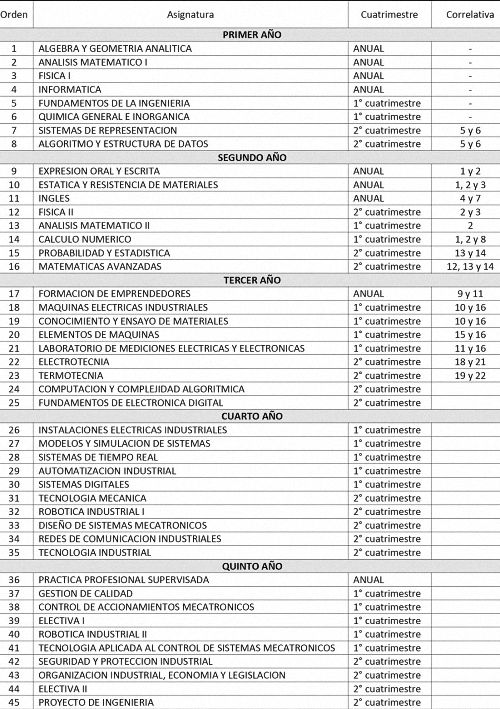 Orden Asignatura Cuatrimestre Correlativa
PRIMER AÑO
1 ALGEBRA Y GEOMETRIA ANALITICA ANUAL -
2 ANALISIS MATEMATICO I ANUAL -
3 FISICA I ANUAL -
4 INFORMATICA ANUAL -
5 FUNDAMENTOS DE LA INGENIERIA 1° cuatrimestre -
6 QUIMICA GENERAL E INORGANICA 1° cuatrimestre -
7 SISTEMAS DE REPRESENTACION 2° cuatrimestre 5 y 6
8 ALGORITMO Y ESTRUCTURA DE DATOS 2° cuatrimestre 5 y 6
SEGUNDO AÑO
9 EXPRESION ORAL Y ESCRITA ANUAL 1 y 2
10 ESTATICA Y RESISTENCIA DE MATERIALES ANUAL 1, 2 y 3
11 INGLES ANUAL 4 y 7
12 FISICA II 2° cuatrimestre 2 y 3
13 ANALISIS MATEMATICO II 1° cuatrimestre 2
14 CALCULO NUMERICO 1° cuatrimestre 1, 2 y 8
15 PROBABILIDAD Y ESTADISTICA 2° cuatrimestre 13 y 14
16 MATEMATICAS AVANZADAS 2° cuatrimestre 12, 13 y 14
TERCER AÑO
17 FORMACION DE EMPRENDEDORES ANUAL 9 y 11
18 MAQUINAS ELECTRICAS INDUSTRIALES 1° cuatrimestre 10 y 16
19 CONOCIMIENTO Y ENSAYO DE MATERIALES 1° cuatrimestre 10 y 16
20 ELEMENTOS DE MAQUINAS 1° cuatrimestre 15 y 16
21 LABORATORIO DE MEDICIONES ELECTRICAS Y ELECTRONICAS 1° cuatrimestre 11 y 16
22 ELECTROTECNIA 2° cuatrimestre 18 y 21
23 TERMOTECNIA 2° cuatrimestre 19 y 22
24 COMPUTACION Y COMPLEJIDAD ALGORITMICA 2° cuatrimestre
25 FUNDAMENTOS DE ELECTRONICA DIGITAL 2° cuatrimestre
CUARTO AÑO
26 INSTALACIONES ELECTRICAS INDUSTRIALES 1° cuatrimestre
27 MODELOS Y SIMULACION DE SISTEMAS 1° cuatrimestre
28 SISTEMAS DE TIEMPO REAL 1° cuatrimestre
29 AUTOMATIZACION INDUSTRIAL 1° cuatrimestre
30 SISTEMAS DIGITALES 1° cuatrimestre
31 TECNOLOGIA MECANICA 2° cuatrimestre
32 ROBOTICA INDUSTRIAL I 2° cuatrimestre
33 DISEÑO DE SISTEMAS MECATRONICOS 2° cuatrimestre
34 REDES DE COMUNICACION INDUSTRIALES 2° cuatrimestre
35 TECNOLOGIA INDUSTRIAL 2° cuatrimestre
QUINTO AÑO
36 PRACTICA PROFESIONAL SUPERVISADA ANUAL
37 GESTION DE CALIDAD 1° cuatrimestre
38 CONTROL DE ACCIONAMIENTOS MECATRONICOS 1° cuatrimestre
39 ELECTIVA I 1° cuatrimestre
40 ROBOTICA INDUSTRIAL II 1° cuatrimestre
41 TECNOLOGIA APLICADA AL CONTROL DE SISTEMAS MECATRONICOS 1° cuatrimestre
42 SEGURIDAD Y PROTECCION INDUSTRIAL 2° cuatrimestre
43 ORGANIZACION INDUSTRIAL, ECONOMIA Y LEGISLACION 2° cuatrimestre
44 ELECTIVA II 2° cuatrimestre
45 PROYECTO DE INGENIERIA 2° cuatrimestre